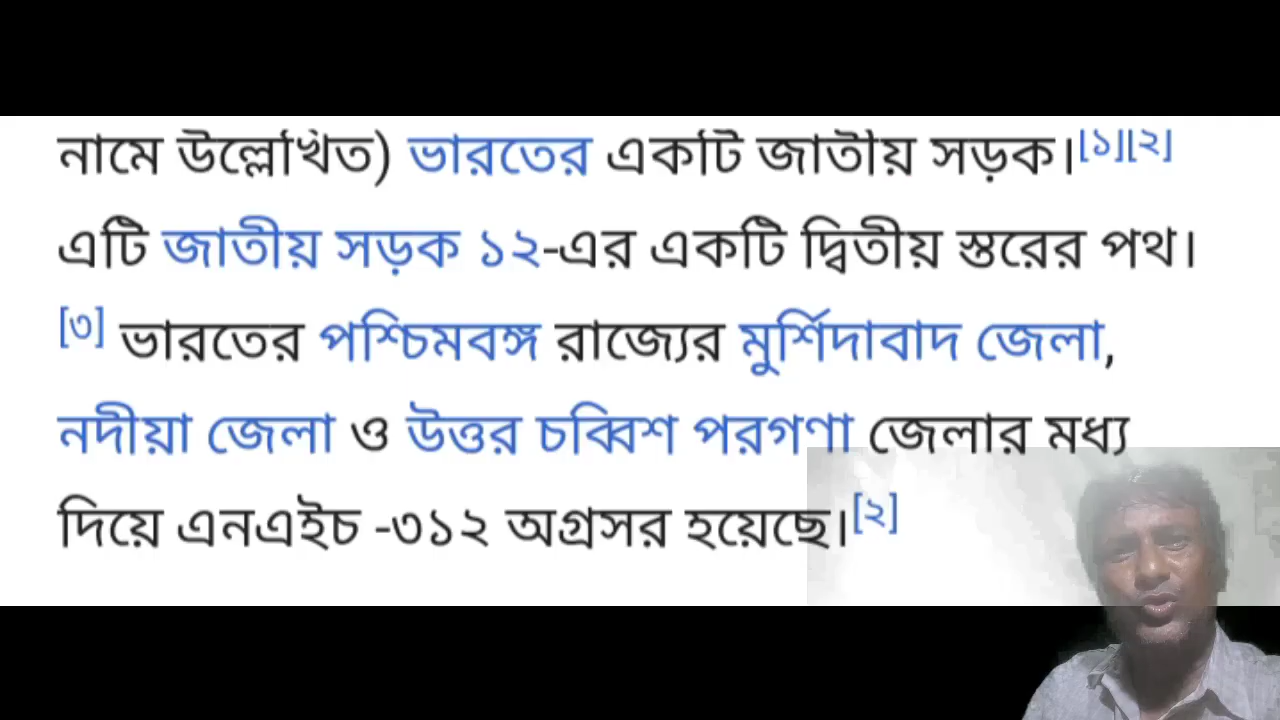 নামে উল্লেখিত) ভারতের একটি জাতীয় সড়ক।[১][২]
এটি জাতীয় সড়ক ১২-এর একটি দ্বিতীয় স্তরের পথ।
[৩] ভারতের পশ্চিমবঙ্গ রাজ্যের মুর্শিদাবাদ জেলা,
নদীয়া জেলা ও উত্তর চব্বিশ পরগণা জেলার মধ্য
দিয়ে এনএইচ -৩১২ অগ্রসর হয়েছে।[২]